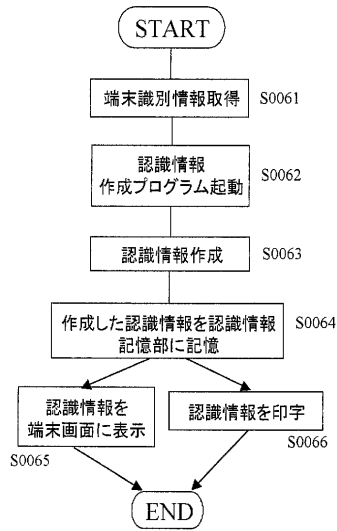 START
端末識別情報取得 S0061
認識情報
作成プログラム起動 S0062
認識情報作成 S0063
作成した認識情報を認識情報
記憶部に記憶 S0064
認識情報を
端末画面に表示
S0065
認識情報を印字
S0066
END